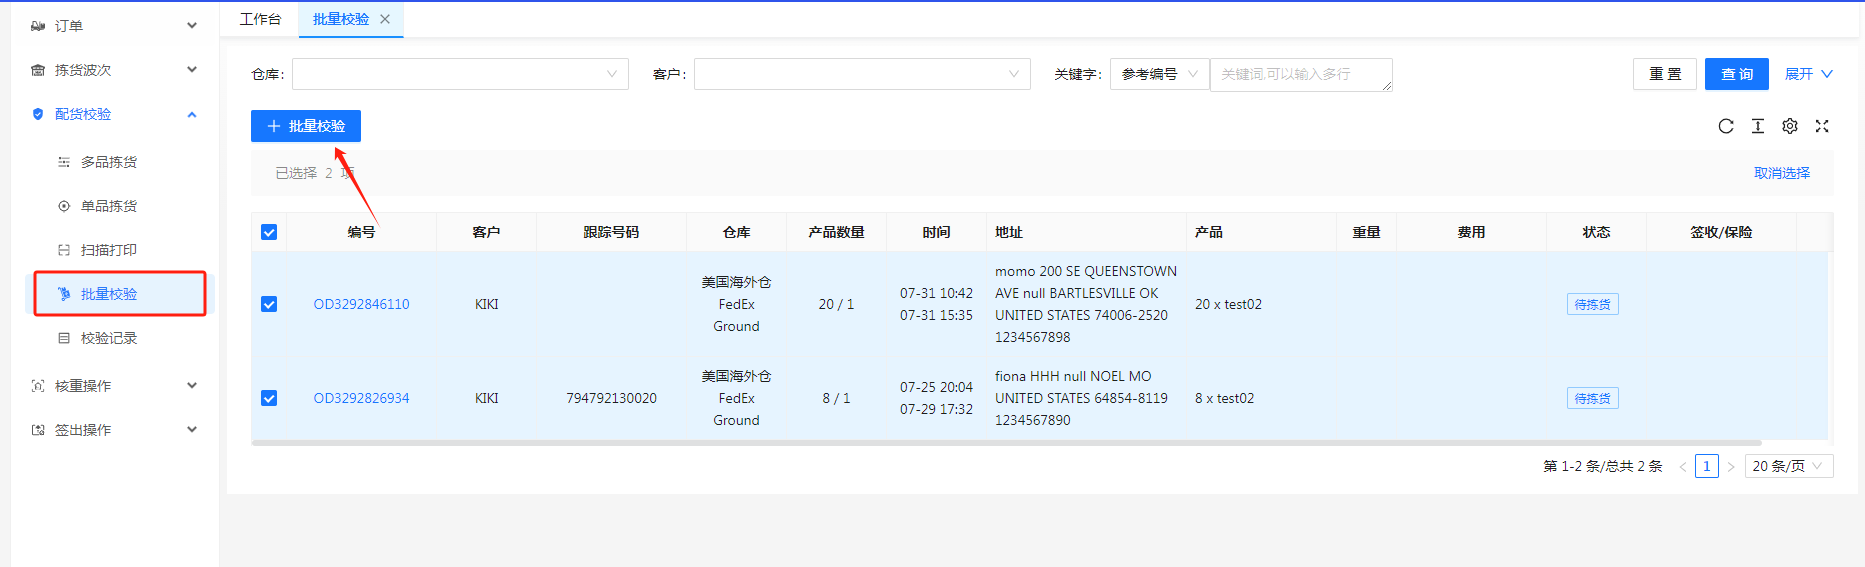 订单
拣货波次
配货校验
多品拣货
单品拣货
扫描打印
批量校验
校验记录
核重操作
签出操作
工作台
批量校验
仓库:
客户:
关键字: 参考编号 关键词,可以输入多行
重 置
查 询
展开
批量校验
已选择 2 项
取消选择
编号 客户 跟踪号码 仓库 产品数量 时间 地址 产品 重量 费用 状态 签收/保险
OD3292846110
KIKI
美国海外仓
FedEx
Ground
20 / 1
07-31 10:42
07-31 15:35
momo 200 SE QUEENSTOWN
AVE null BARTLESVILLE OK
UNITED STATES 74006-2520
1234567898
20 x test02
待拣货
OD3292826934
KIKI
794792130020
美国海外仓
FedEx
Ground
8 / 1
07-25 20:04
07-29 17:32
fiona HHH null NOEL MO
UNITED STATES 64854-8119
1234567890
8 x test02
待拣货
第 1-2 条/总共 2 条
1
20 条/页